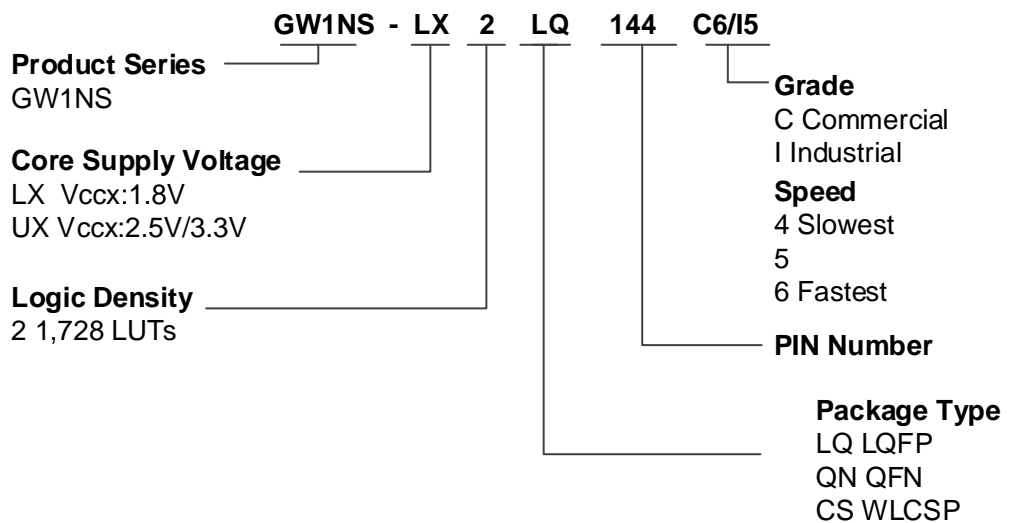 GW1NS - LX 2 LQ 144 C6/I5
Product Series
GW1NS
Core Supply Voltage
LX Vccx:1.8V
UX Vccx:2.5V/3.3V
Logic Density
2 1,728 LUTs
Grade
C Commercial
I Industrial
Speed
4 Slowest
5
6 Fastest
PIN Number
Package Type
LQ LQFP
QN QFN
CS WLCSP